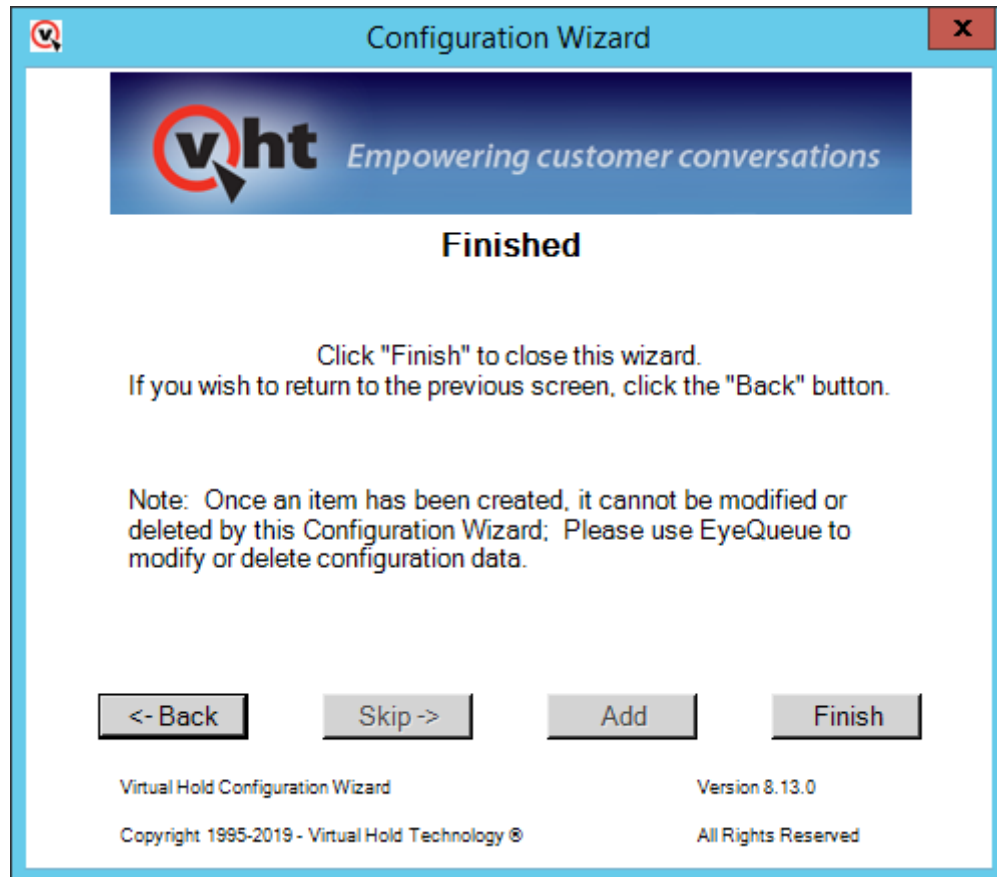 Configuration Wizard
x
vht Empowering customer conversations
Finished
Click "Finish" to close this wizard.
If you wish to return to the previous screen, click the "Back" button.
Note:  Once an item has been created, it cannot be modified or
deleted by this Configuration Wizard;  Please use EyeQueue to
modify or delete configuration data.
<- Back Skip -> Add Finish
Virtual Hold Configuration Wizard Version 8.13.0
Copyright 1995-2019 - Virtual Hold Technology ® All Rights Reserved